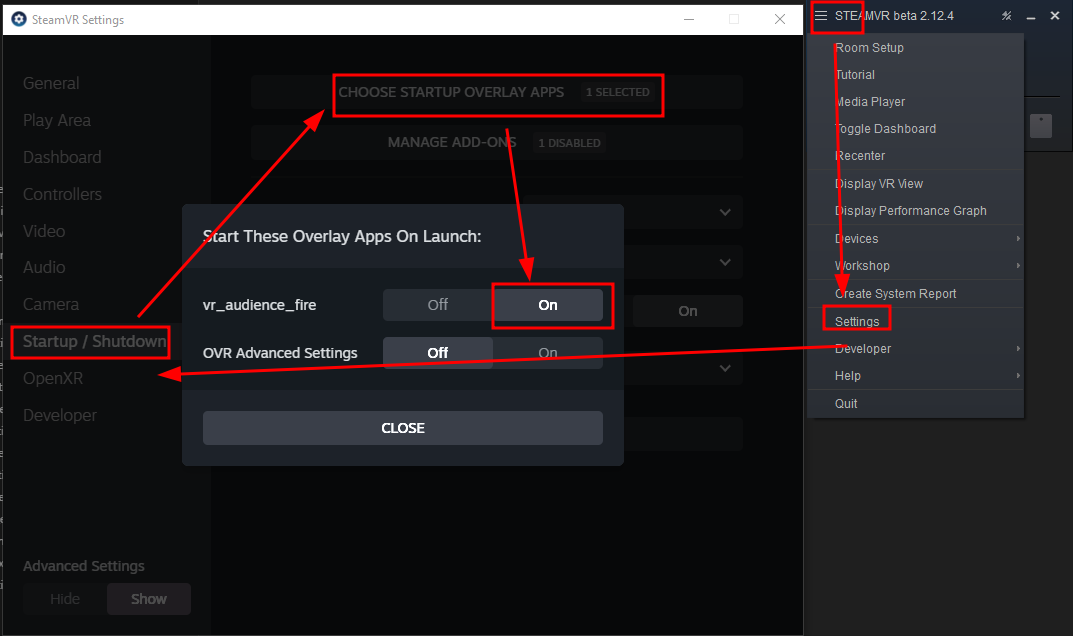 SteamVR Settings
General
Play Area
Dashboard
Controllers
Video
Audio
Camera
Startup / Shutdown
OpenXR
Developer
Advanced Settings
Hide Show
CHOOSE STARTUP OVERLAY APPS 1 SELECTED
MANAGE ADD-ONS 1 DISABLED
On
Start These Overlay Apps On Launch:
vr_audience_fire Off On
OVR Advanced Settings Off On
CLOSE
STEAMVR beta 2.12.4
Room Setup
Tutorial
Media Player
Toggle Dashboard
Recenter
Display VR View
Display Performance Graph
Devices
Workshop
Create System Report
Settings
Developer
Help
Quit